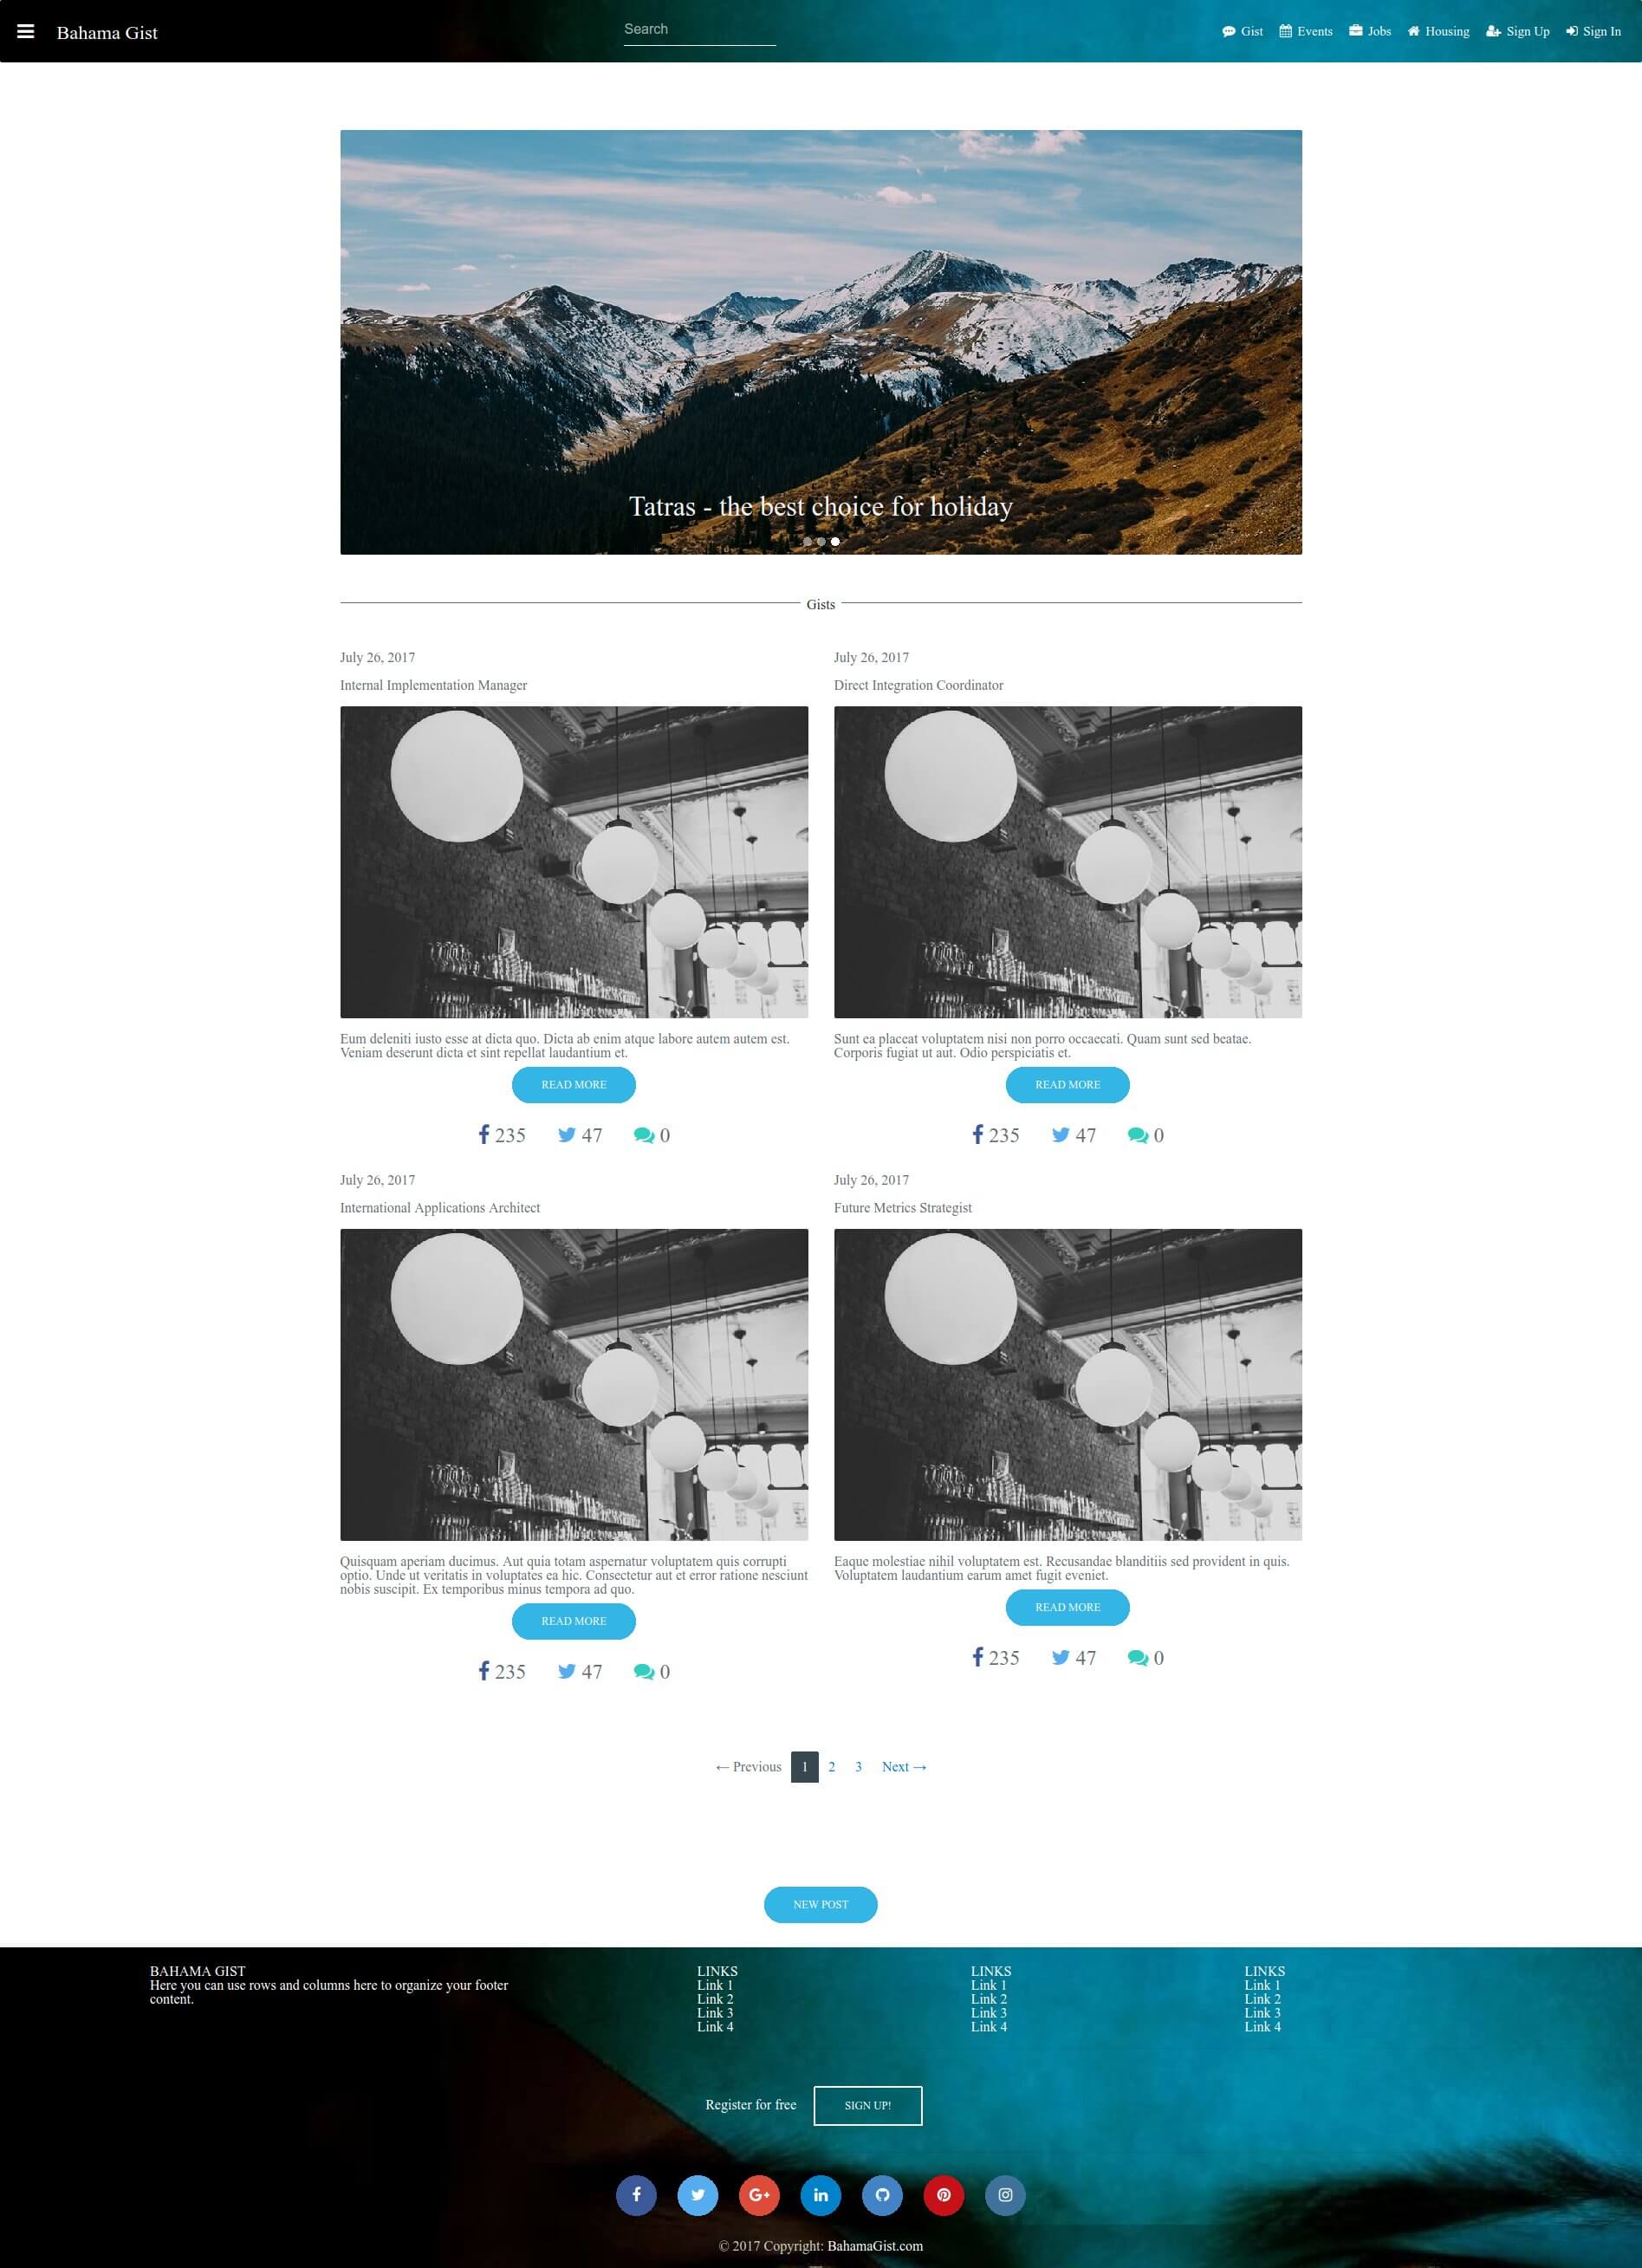 Bahama Gist
Search
Gist Events Jobs Housing Sign Up Sign In
Tatras - the best choice for holiday
Gists
July 26, 2017
Internal Implementation Manager
Eum deleniti iusto esse at dicta quo. Dicta ab enim atque labore autem autem est.
Veniam deserunt dicta et sint repellat laudantium et.
READ MORE
235 47 0
July 26, 2017
Direct Integration Coordinator
Sunt ea placeat voluptatem nisi non porro occaecati. Quam sunt sed beatae.
Corporis fugiat ut aut. Odio perspiciatis et.
READ MORE
235 47 0
July 26, 2017
International Applications Architect
Quisquam aperiam ducimus. Aut quia totam aspernatur voluptatem quis corrupti
optio. Unde ut veritatis in voluptates ea hic. Consectetur aut et error ratione nesciunt
nobis suscipit. Ex temporibus minus tempora ad quo.
READ MORE
235 47 0
July 26, 2017
Future Metrics Strategist
Eaque molestiae nihil voluptatem est. Recusandae blanditiis sed provident in quis.
Voluptatem laudantium earum amet fugit eveniet.
READ MORE
235 47 0
← Previous 1 2 3 Next →
NEW POST
BAHAMA GIST
Here you can use rows and columns here to organize your footer
content.
LINKS
Link 1
Link 2
Link 3
Link 4
LINKS
Link 1
Link 2
Link 3
Link 4
LINKS
Link 1
Link 2
Link 3
Link 4
Register for free SIGN UP!
© 2017 Copyright: BahamaGist.com